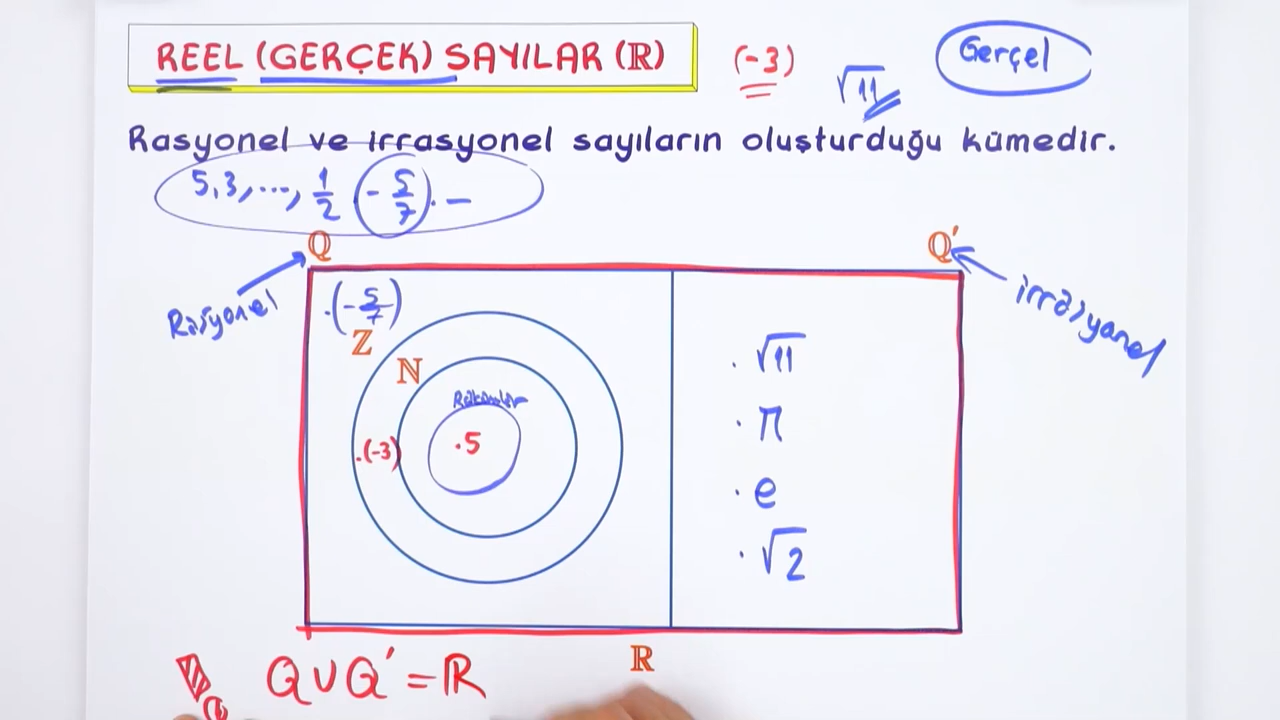 REEL (GERÇEK) SAYILAR (ℝ)
(-3)
√11
Gerçel
Rasyonel ve irrasyonel sayıların oluşturduğu kümedir.
5,3,..., 1/2 (-5/7).-
ℚ
ℚ'
Rasyonel
irrasyonel
.(-5/7)
ℤ
ℕ
Rakamlar
.(-3)
.5
. √11
. π
. e
. √2
ℝ
Q∪Q' = ℝ